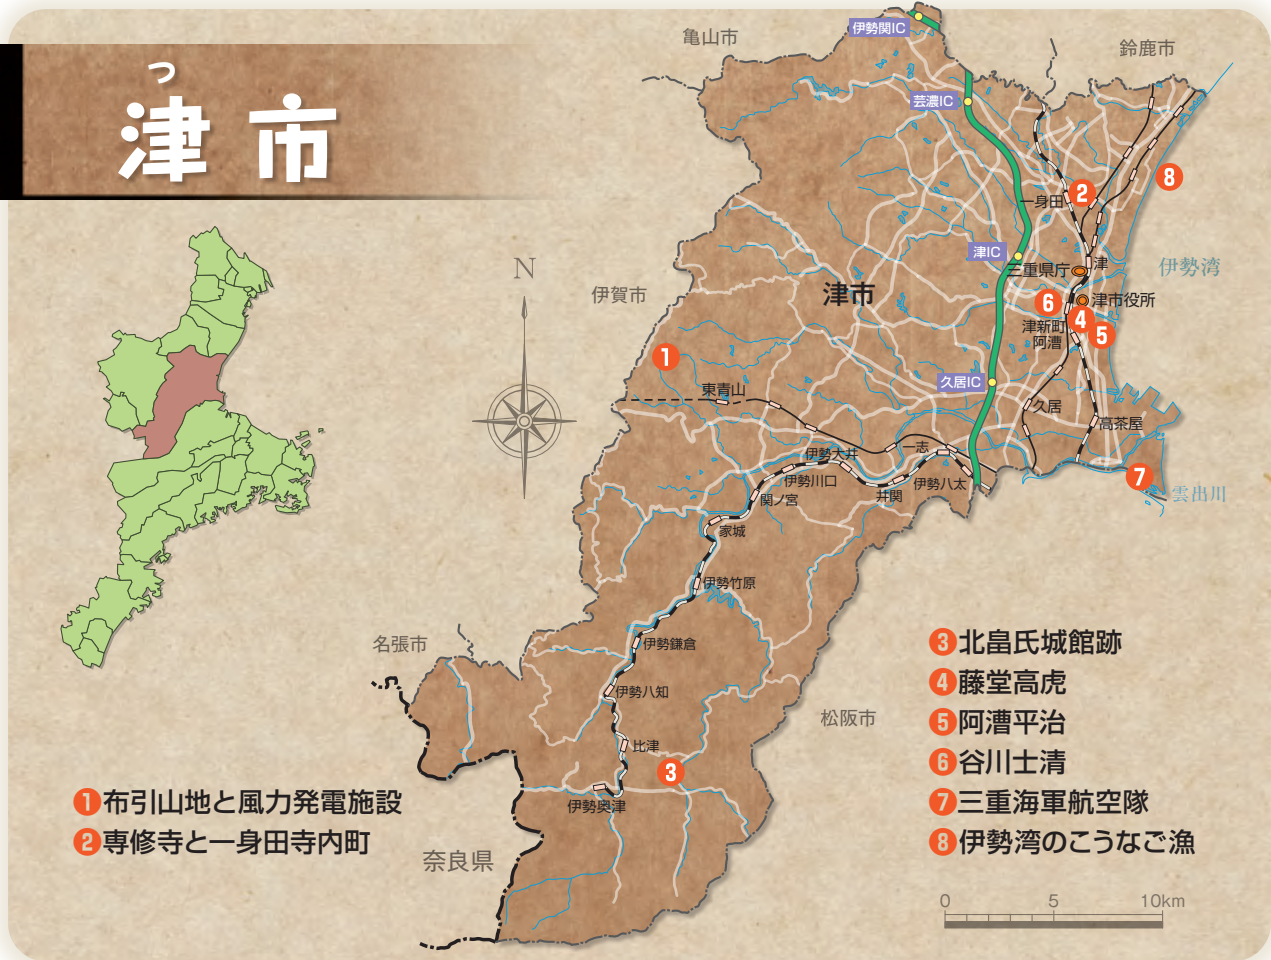 つ
津市
亀山市
伊勢関IC
鈴鹿市
芸濃IC
8
2
一身田
津IC
津
三重県庁
伊勢湾
N
伊賀市
津市
6
津市役所
4
津新町
5
阿漕
1
東青山
久居IC
久居
高茶屋
一志
伊勢大井
伊勢川口
伊勢八太
7
関ノ宮
井関
雲出川
家城
伊勢竹原
名張市
伊勢鎌倉
伊勢八知
松阪市
比津
3
伊勢奥津
奈良県
1 布引山地と風力発電施設
2 専修寺と一身田寺内町
3 北畠氏城館跡
4 藤堂高虎
5 阿漕平治
6 谷川士清
7 三重海軍航空隊
8 伊勢湾のこうなご漁
0 5 10km